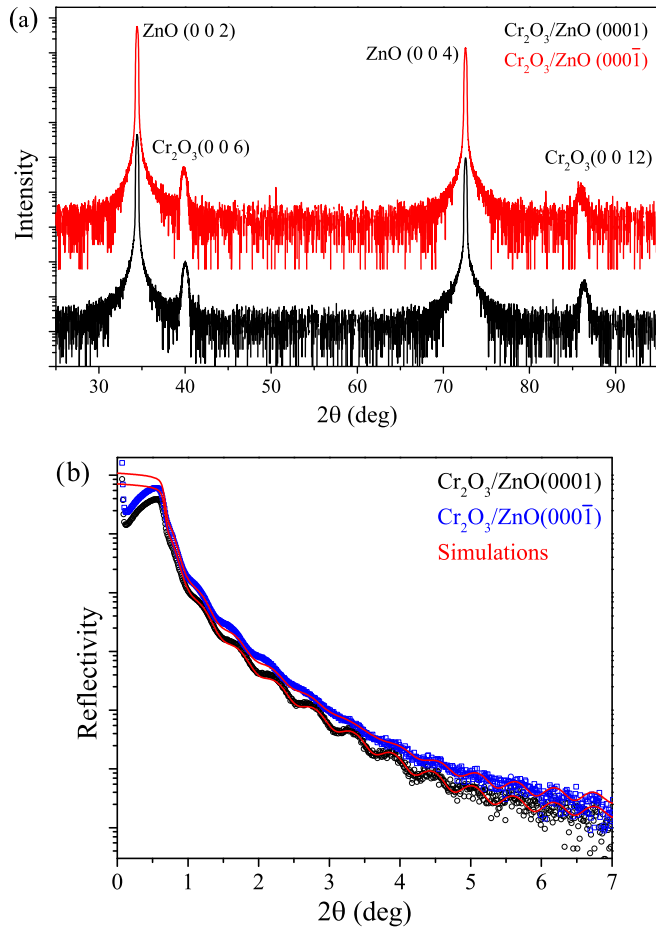 (a)
ZnO (0 0 2)
ZnO (0 0 4)
Cr₂O₃/ZnO (0001)
Cr₂O₃/ZnO (0001̅)
Cr₂O₃(0 0 6)
Cr₂O₃(0 0 12)
Intensity
30 40 50 60 70 80 90
2θ (deg)
(b)
Cr₂O₃/ZnO(0001)
Cr₂O₃/ZnO(0001̅)
Simulations
Reflectivity
0 1 2 3 4 5 6 7
2θ (deg)